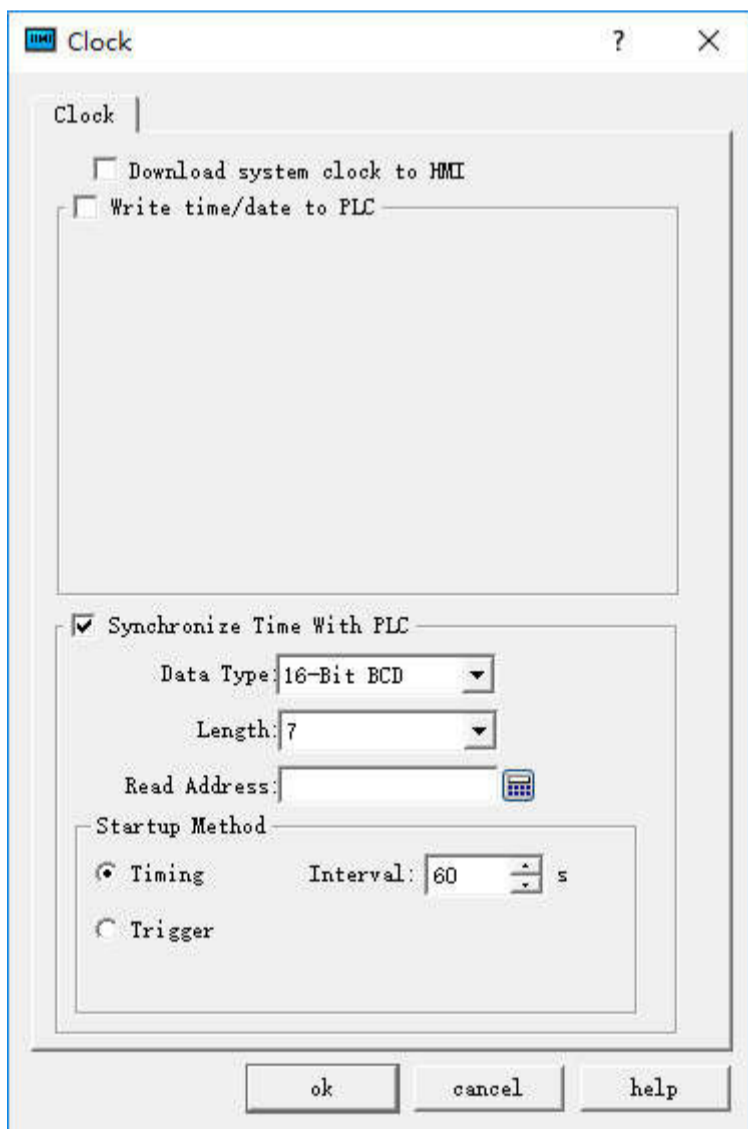 HMI Clock ?
Clock
Download system clock to HMI
Write time/date to PLC
Synchronize Time With PLC
Data Type: 16-Bit BCD
Length: 7
Read Address:
Startup Method
Timing Interval: 60 s
Trigger
ok cancel help